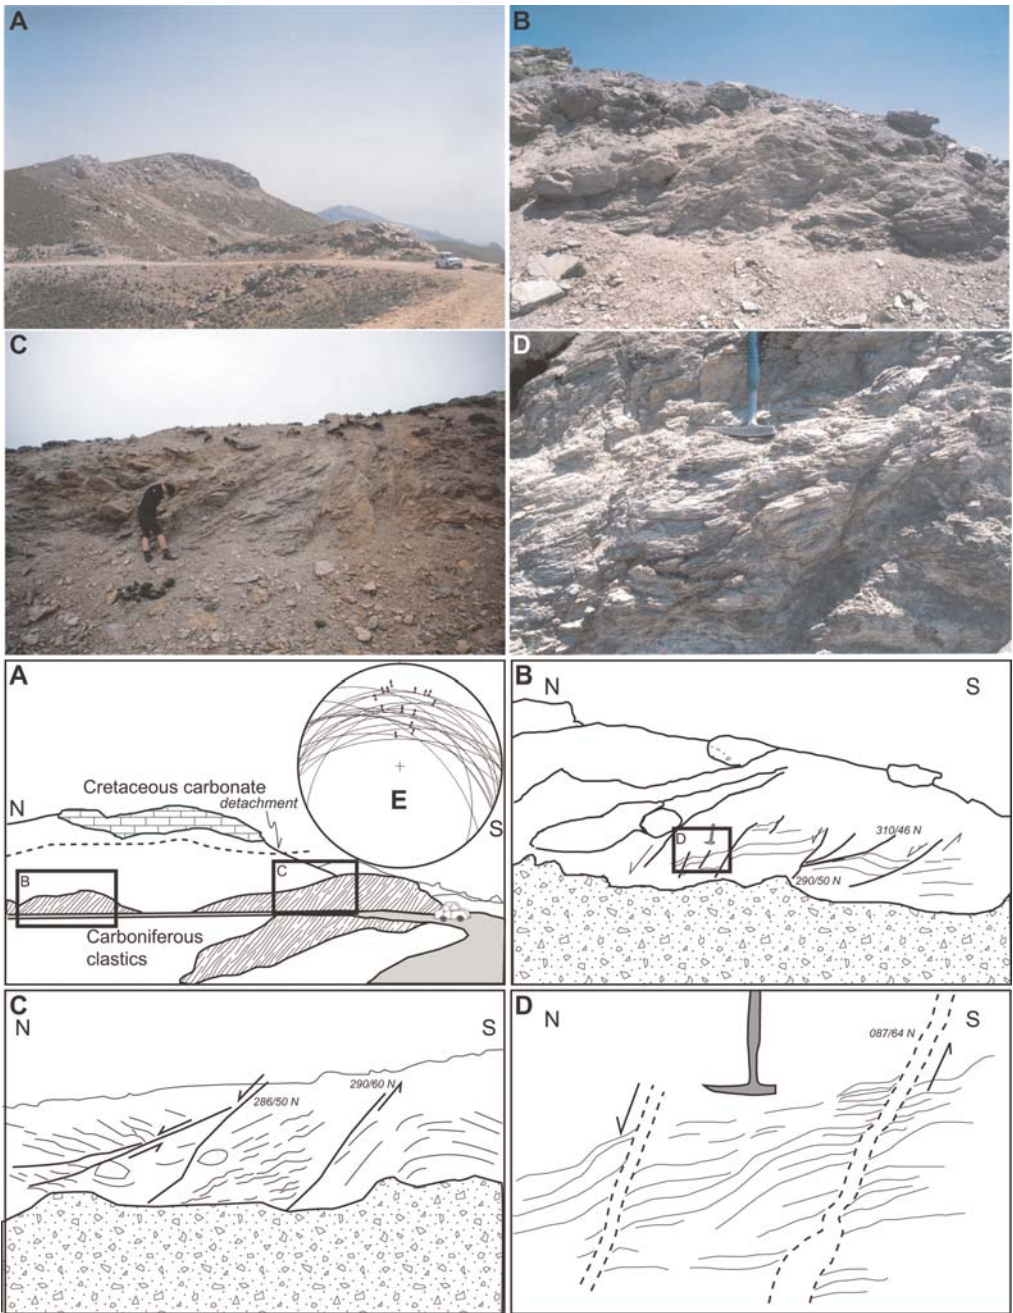 A
B
C
D
A
N
Cretaceous carbonate
detachment
E
S
B
C
Carboniferous
clastics
B
N
S
D
310/46 N
290/50 N
C
N
S
286/50 N
290/60 N
D
N
S
087/64 N